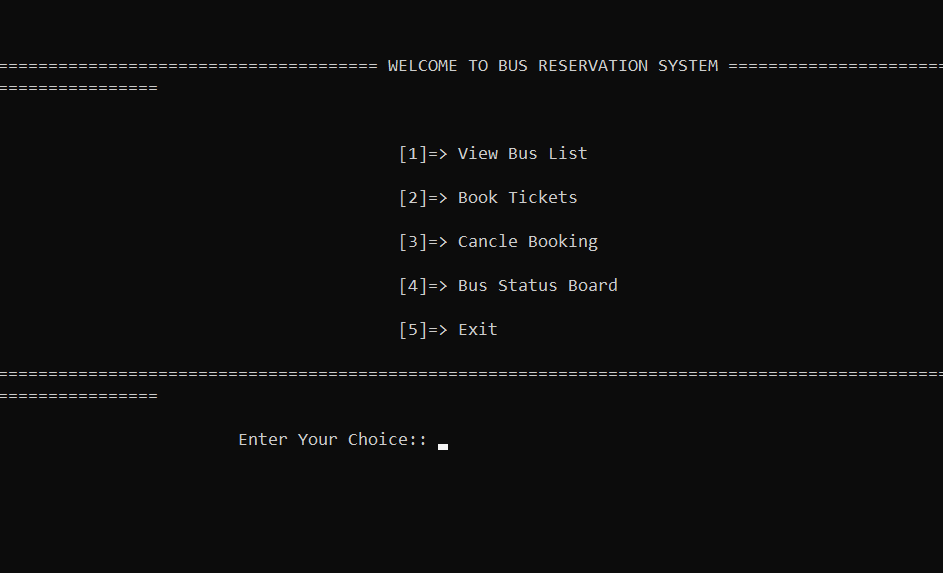 ====================================== WELCOME TO BUS RESERVATION SYSTEM ======================
================
[1]=> View Bus List
[2]=> Book Tickets
[3]=> Cancle Booking
[4]=> Bus Status Board
[5]=> Exit
===============================================================================================
================
Enter Your Choice::